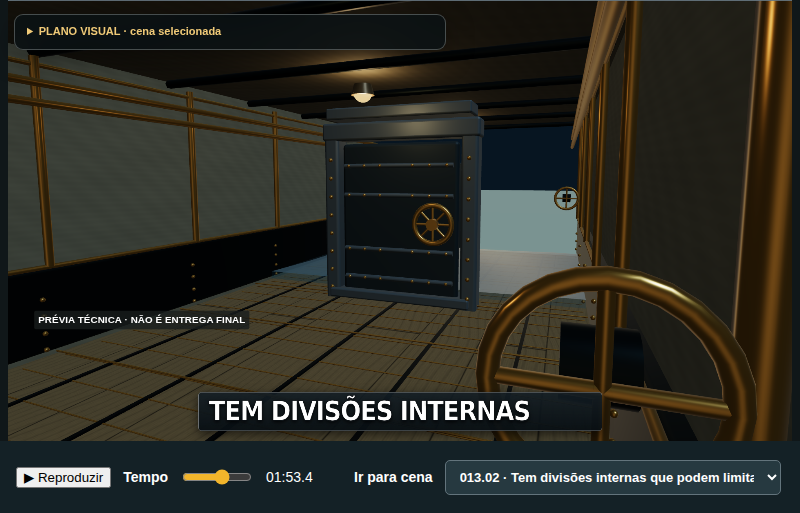 ▶ PLANO VISUAL · cena selecionada
PRÉVIA TÉCNICA · NÃO É ENTREGA FINAL
TEM DIVISÕES INTERNAS
▶ Reproduzir Tempo 01:53.4 Ir para cena 013.02 · Tem divisões internas que podem limita